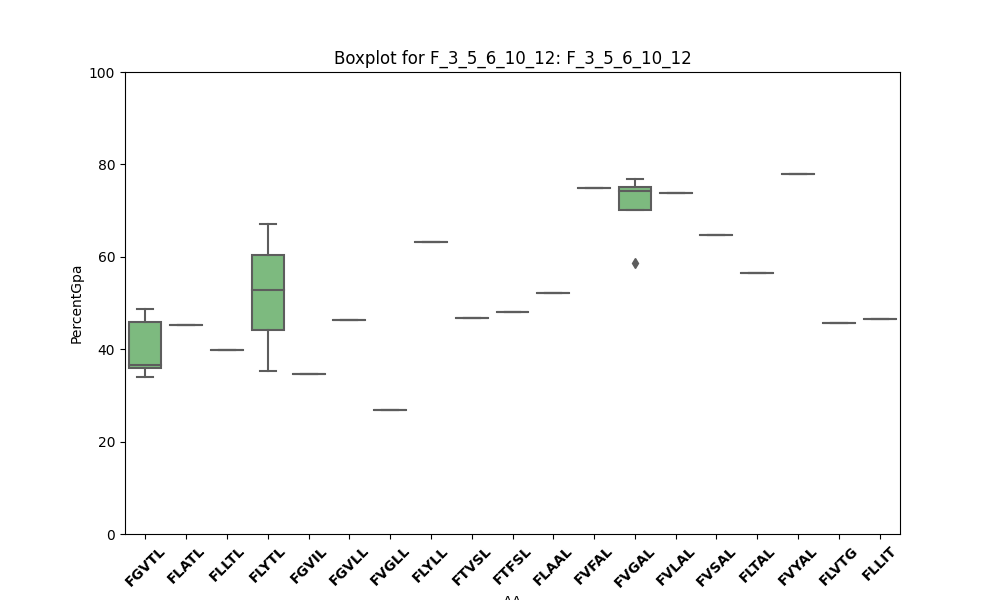 Boxplot for F_3_5_6_10_12: F_3_5_6_10_12
100
80
60
40
20
0
PercentGpa
FGVTL
FLATL
FLLTL
FLYTL
FGVIL
FGVLL
FVGLL
FLYLL
FTVSL
FTFSL
FLAAL
FVFAL
FVGAL
FVLAL
FVSAL
FLTAL
FVYAL
FLVTG
FLLIT
AA